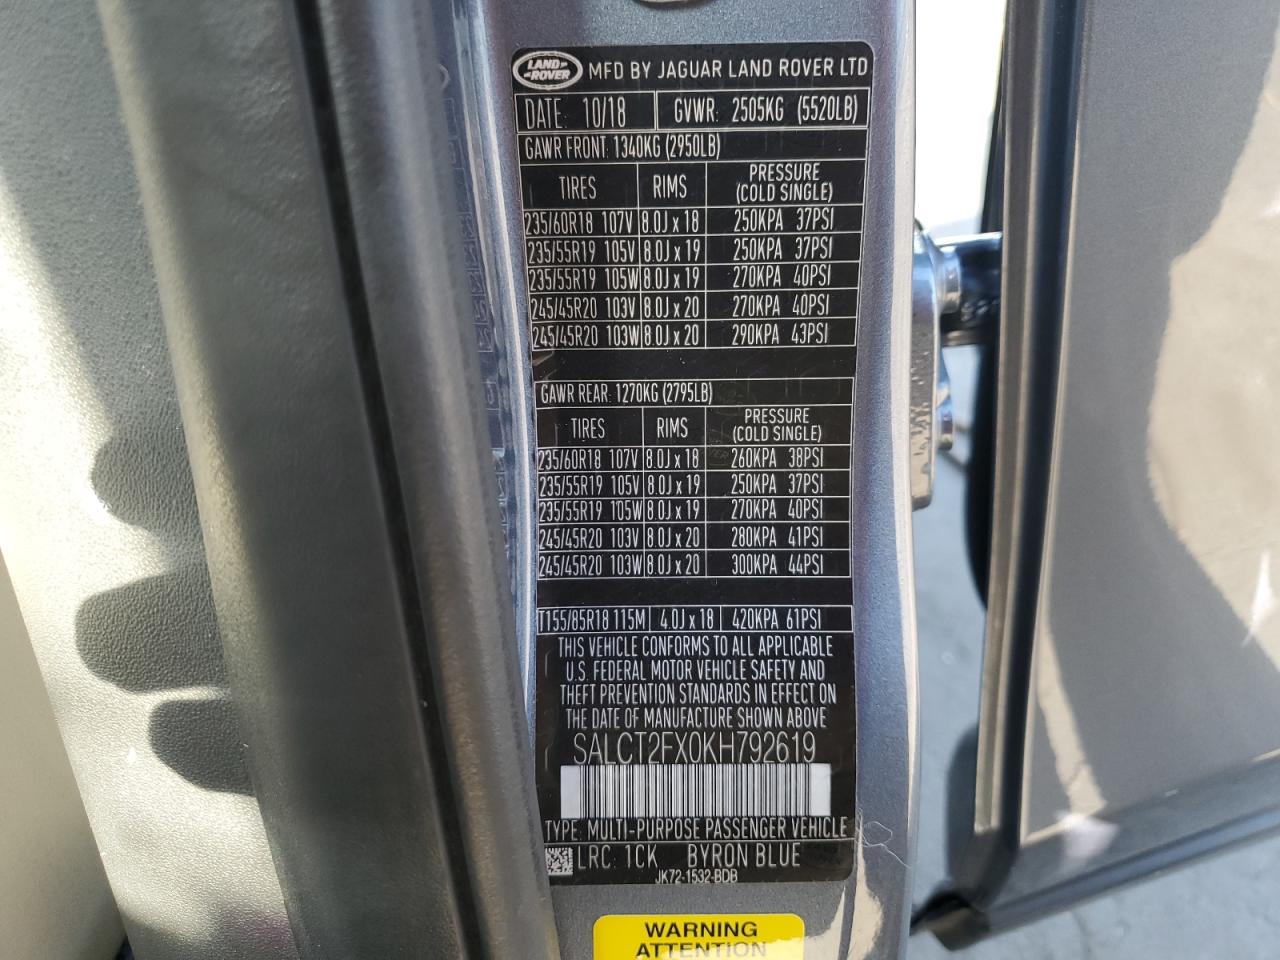 LAND ROVER MFD BY JAGUAR LAND ROVER LTD
DATE: 10/18 GVWR: 2505KG (5520LB)
GAWR FRONT: 1340KG (2950LB)
TIRES RIMS PRESSURE (COLD SINGLE)
235/60R18 107V 8.0J x 18 250KPA 37PSI
235/55R19 105V 8.0J x 19 250KPA 37PSI
235/55R19 105W 8.0J x 19 270KPA 40PSI
245/45R20 103V 8.0J x 20 270KPA 40PSI
245/45R20 103W 8.0J x 20 290KPA 43PSI
GAWR REAR: 1270KG (2795LB)
TIRES RIMS PRESSURE (COLD SINGLE)
235/60R18 107V 8.0J x 18 260KPA 38PSI
235/55R19 105V 8.0J x 19 250KPA 37PSI
235/55R19 105W 8.0J x 19 270KPA 40PSI
245/45R20 103V 8.0J x 20 280KPA 41PSI
245/45R20 103W 8.0J x 20 300KPA 44PSI
T155/85R18 115M 4.0J x 18 420KPA 61PSI
THIS VEHICLE CONFORMS TO ALL APPLICABLE
U.S. FEDERAL MOTOR VEHICLE SAFETY AND
THEFT PREVENTION STANDARDS IN EFFECT ON
THE DATE OF MANUFACTURE SHOWN ABOVE
SALCT2FX0KH792619
TYPE: MULTI-PURPOSE PASSENGER VEHICLE
LRC: 1CK BYRON BLUE
JK72-1532-BDB
WARNING
ATTENTION